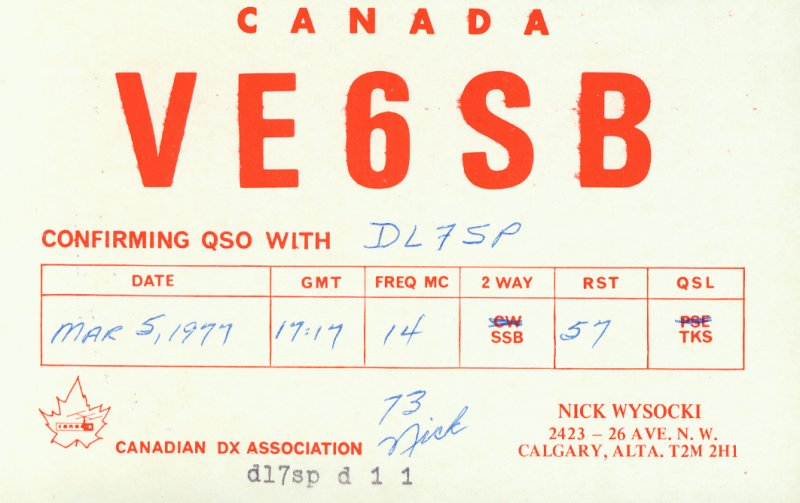 CANADA
VE6SB
CONFIRMING QSO WITH DL7SP
DATE GMT FREQ MC 2 WAY RST QSL
MAR 5, 1977 17:17 14 CW SSB 57 PSE TKS
canada
73
Nick
CANADIAN DX ASSOCIATION
NICK WYSOCKI
2423 – 26 AVE. N. W.
CALGARY, ALTA. T2M 2H1
dl7sp d 1 1